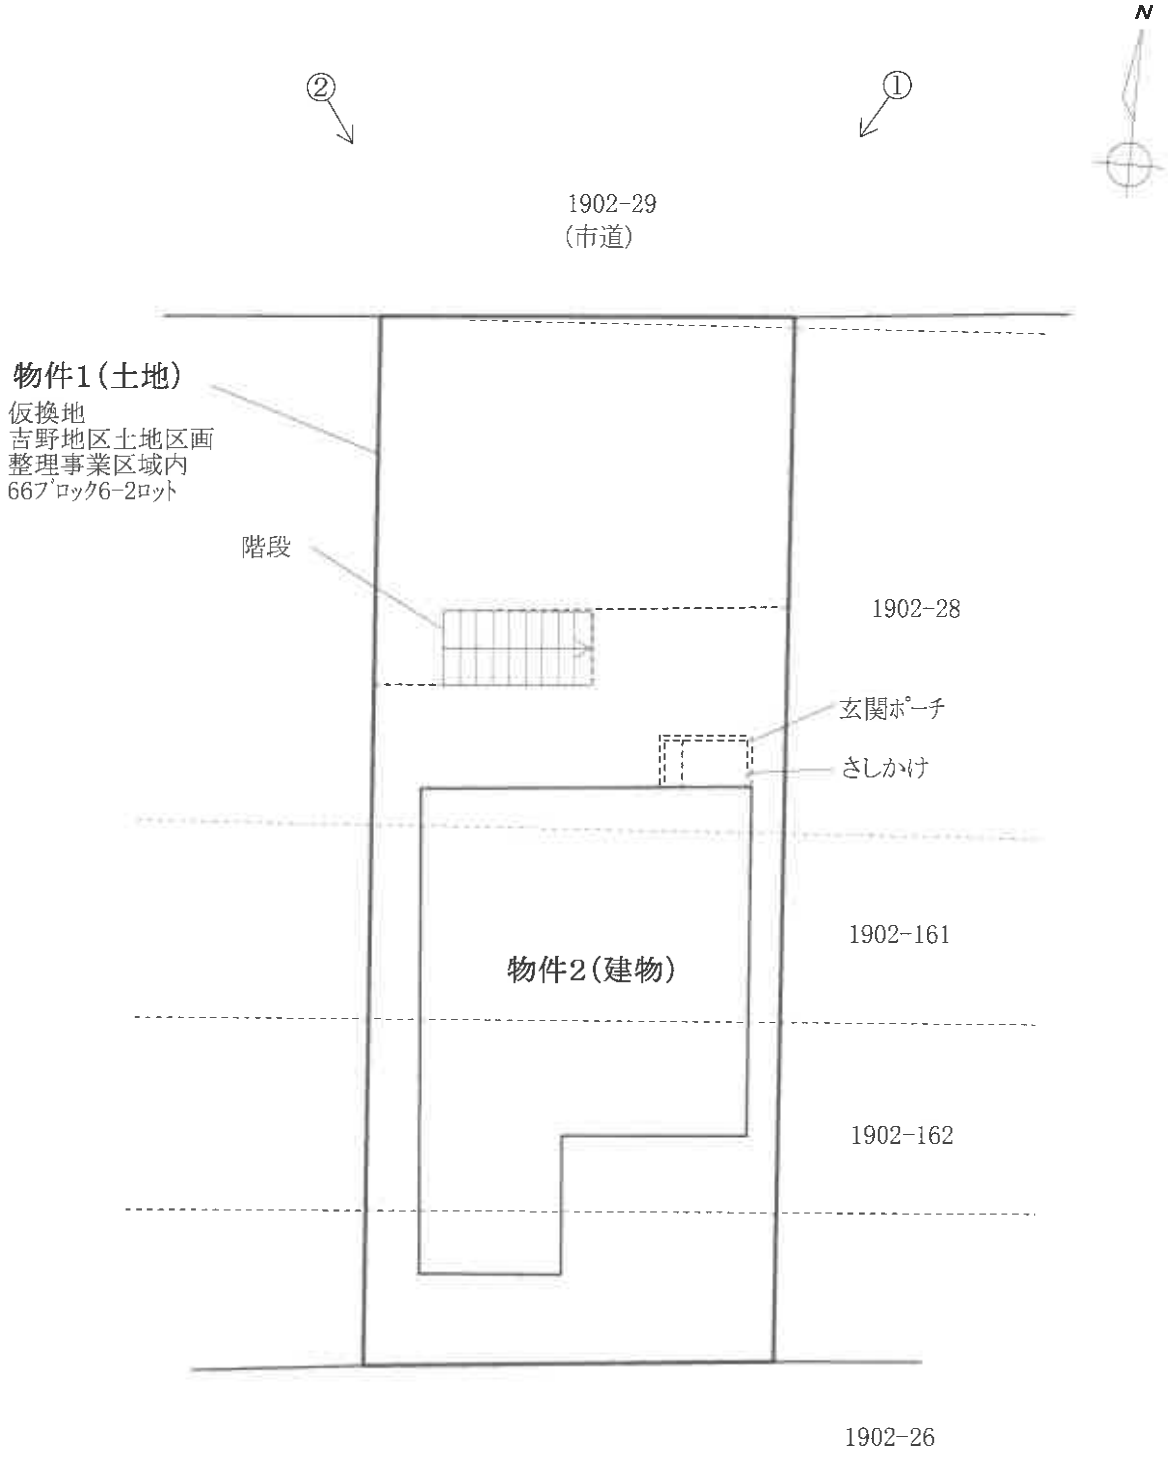 N
②
①
1902-29
(市道)
物件1(土地)
仮換地
吉野地区土地区画
整理事業区域内
66ブロック6-2ロット
階段
1902-28
玄関ポーチ
さしかけ
1902-161
物件2(建物)
1902-162
1902-26